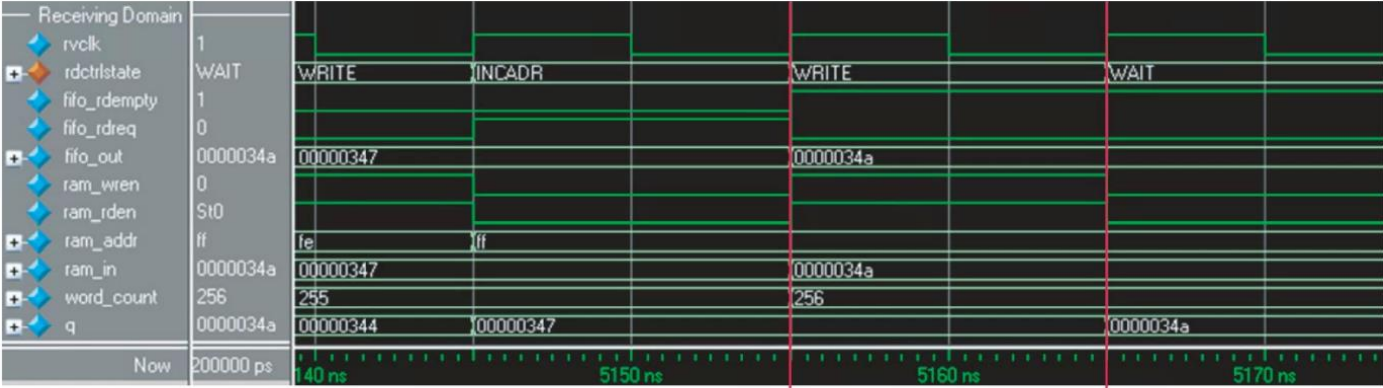 Receiving Domain
rvclk 1
rdctrlstate WAIT WRITE INCADR WRITE WAIT
fifo_rdempty 1
fifo_rdreq 0
fifo_out 0000034a 00000347 0000034a
ram_wren 0
ram_rden St0
ram_addr ff fe ff
ram_in 0000034a 00000347 0000034a
word_count 256 255 256
q 0000034a 00000344 00000347 0000034a
Now 200000 ps 140 ns 5150 ns 5160 ns 5170 ns